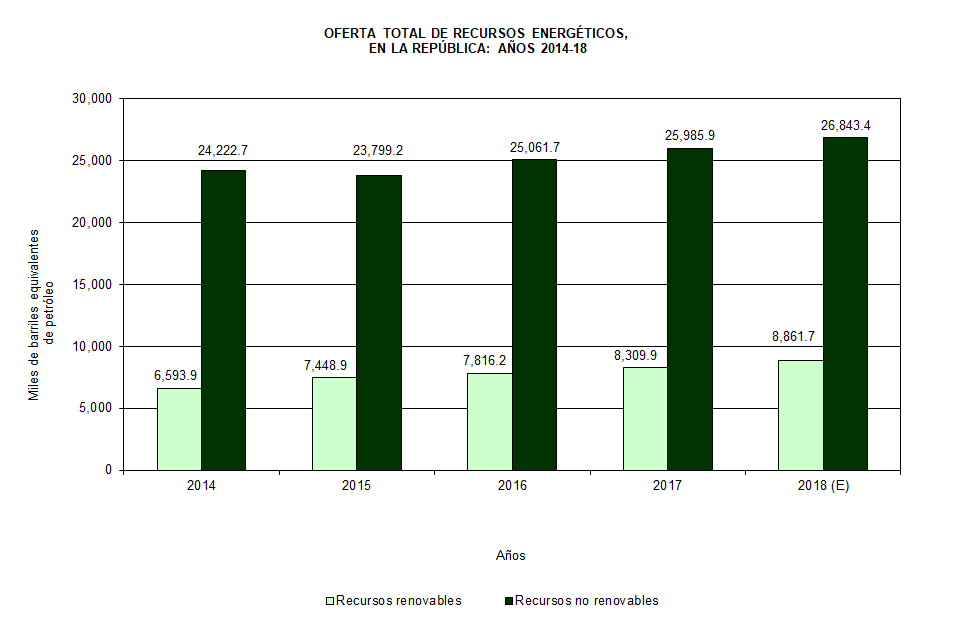 OFERTA TOTAL DE RECURSOS ENERGÉTICOS,
EN LA REPÚBLICA: AÑOS 2014-18
Miles de barriles equivalentes
de petróleo
30,000
25,000
20,000
15,000
10,000
5,000
0
24,222.7
23,799.2
25,061.7
25,985.9
26,843.4
6,593.9
7,448.9
7,816.2
8,309.9
8,861.7
2014
2015
2016
2017
2018 (E)
Años
Recursos renovables
Recursos no renovables